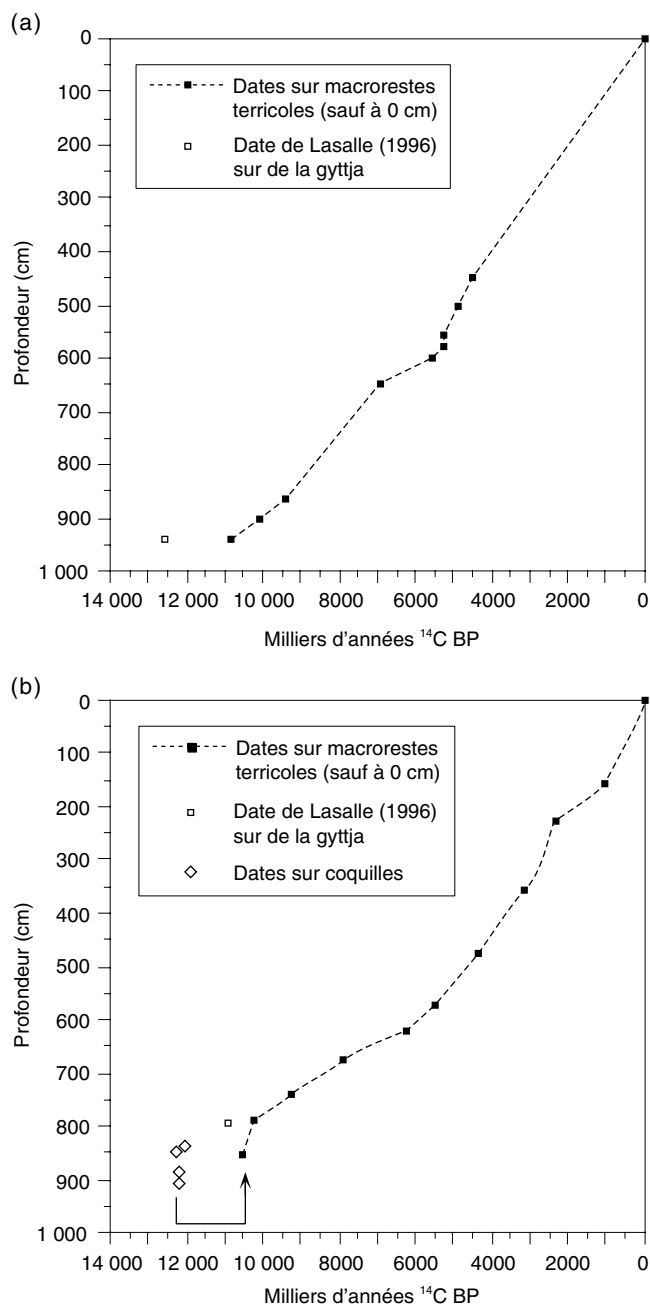 (a)
0
100
200
300
400
500
600
700
800
900
1 000
Profondeur (cm)
Dates sur macrorestes
terricoles (sauf à 0 cm)
Date de Lasalle (1996)
sur de la gyttja
14 000 12 000 10 000 8000 6000 4000 2000 0
Milliers d'années ¹⁴C BP
(b)
0
100
200
300
400
500
600
700
800
900
1 000
Profondeur (cm)
Dates sur macrorestes
terricoles (sauf à 0 cm)
Date de Lasalle (1996)
sur de la gyttja
Dates sur coquilles
14 000 12 000 10 000 8000 6000 4000 2000 0
Milliers d'années ¹⁴C BP